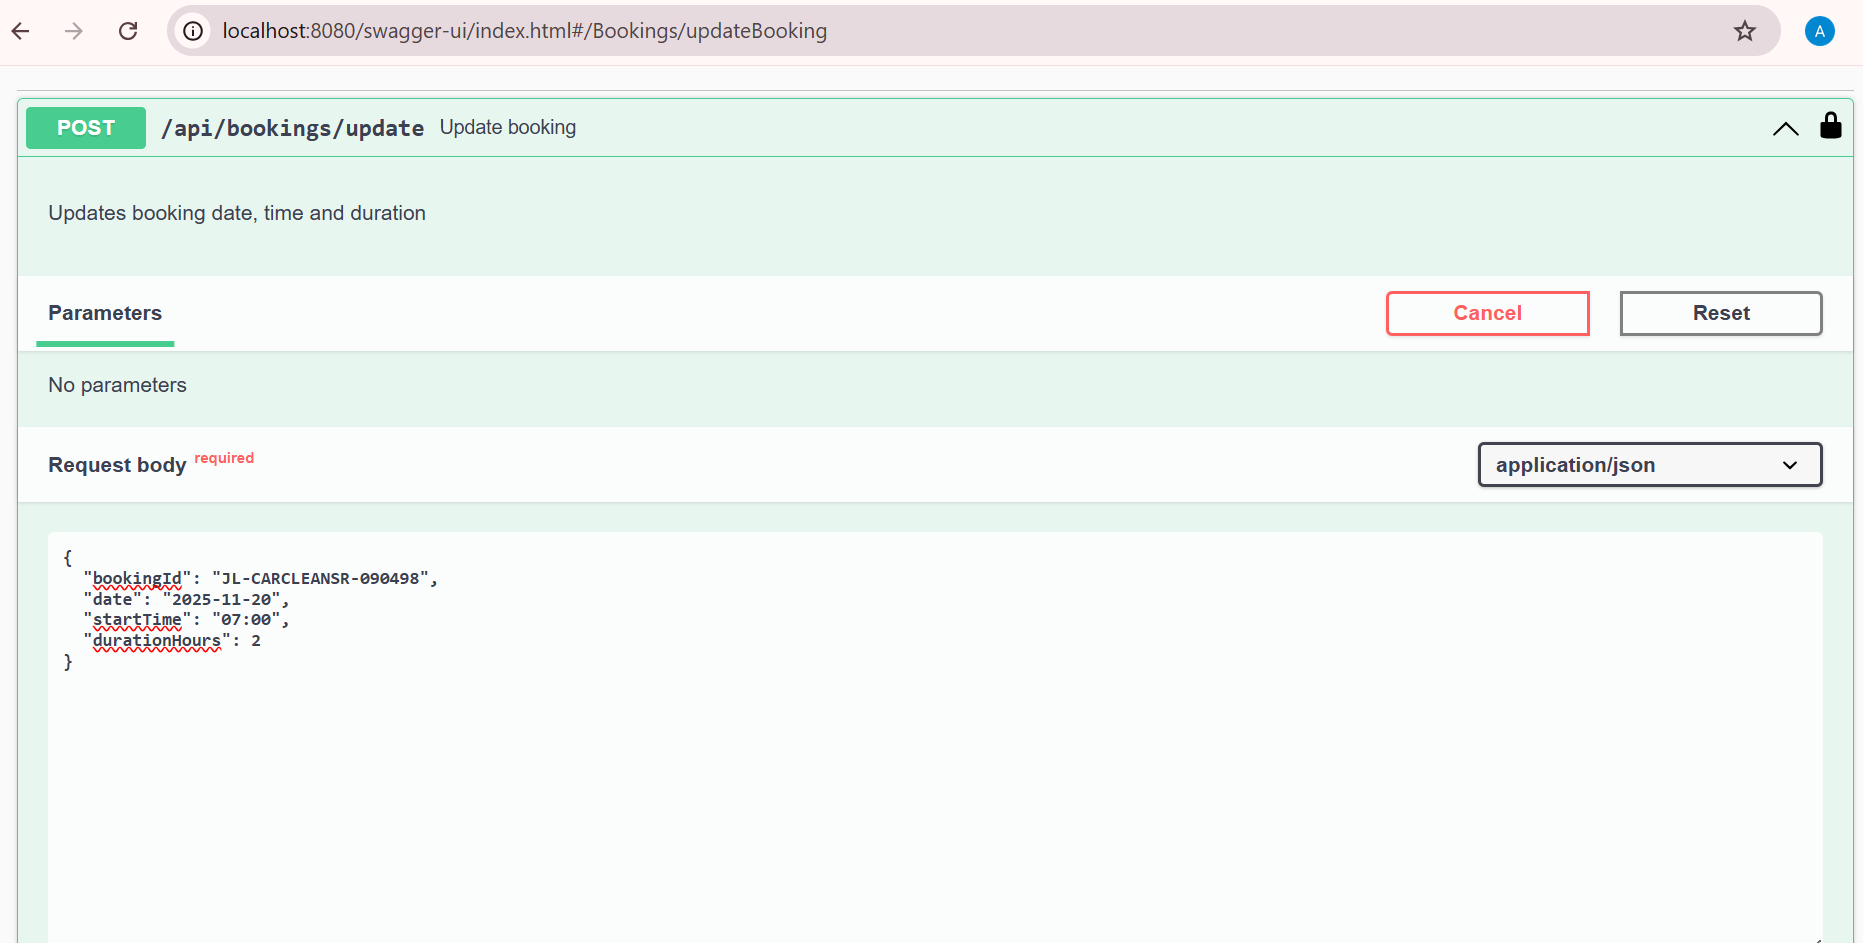 localhost:8080/swagger-ui/index.html#/Bookings/updateBooking
A
POST /api/bookings/update Update booking
Updates booking date, time and duration
Parameters
Cancel
Reset
No parameters
Request body required
application/json
{
  "bookingId": "JL-CARCLEANSR-090498",
  "date": "2025-11-20",
  "startTime": "07:00",
  "durationHours": 2
}